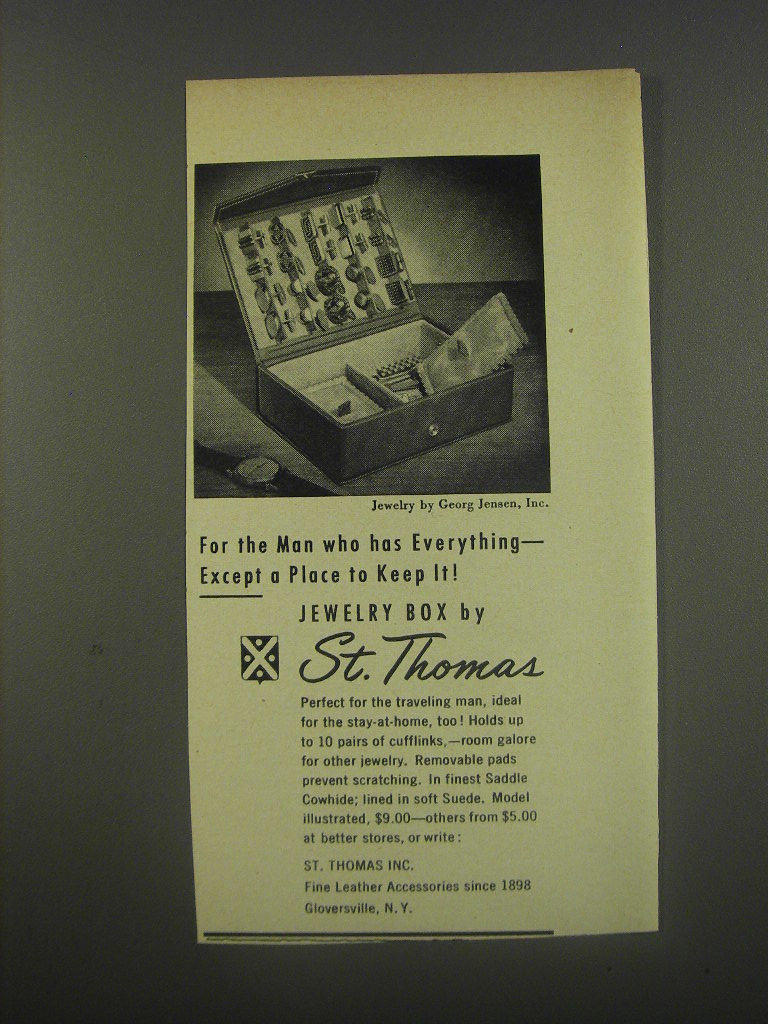 Jewelry by Georg Jensen, Inc.
For the Man who has Everything—
Except a Place to Keep It!
JEWELRY BOX by
St. Thomas
Perfect for the traveling man, ideal
for the stay-at-home, too! Holds up
to 10 pairs of cufflinks,—room galore
for other jewelry. Removable pads
prevent scratching. In finest Saddle
Cowhide; lined in soft Suede. Model
illustrated, $9.00—others from $5.00
at better stores, or write:
ST. THOMAS INC.
Fine Leather Accessories since 1898
Gloversville, N.Y.